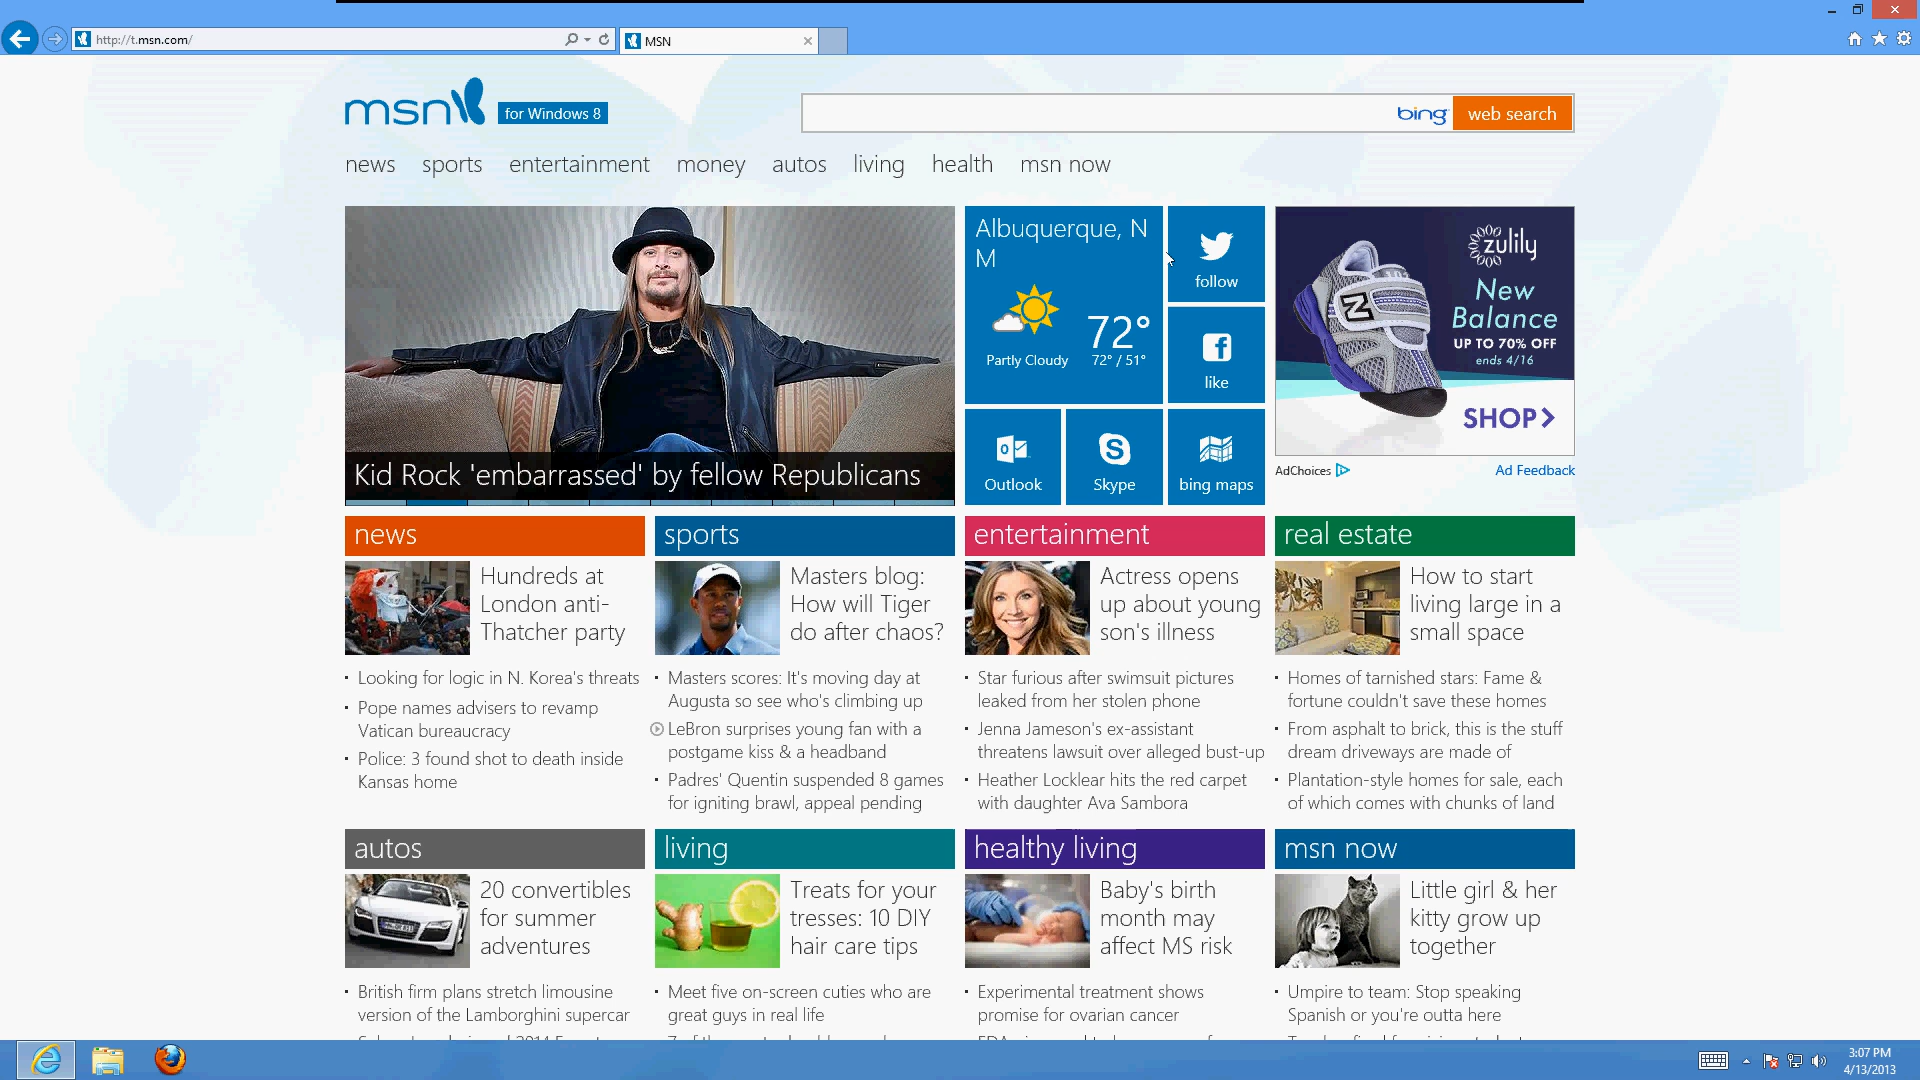 http://t.msn.com/
MSN
msn
for Windows 8
bing
web search
news
sports
entertainment
money
autos
living
health
msn now
Kid Rock 'embarrassed' by fellow Republicans
Albuquerque, N
M
72°
Partly Cloudy
72° / 51°
follow
like
Outlook
Skype
bing maps
zulily
New
Balance
UP TO 70% OFF
ends 4/16
SHOP
AdChoices
Ad Feedback
news
Hundreds at
London anti-
Thatcher party
Looking for logic in N. Korea's threats
Pope names advisers to revamp
Vatican bureaucracy
Police: 3 found shot to death inside
Kansas home
sports
Masters blog:
How will Tiger
do after chaos?
Masters scores: It's moving day at
Augusta so see who's climbing up
LeBron surprises young fan with a
postgame kiss & a headband
Padres' Quentin suspended 8 games
for igniting brawl, appeal pending
entertainment
Actress opens
up about young
son's illness
Star furious after swimsuit pictures
leaked from her stolen phone
Jenna Jameson's ex-assistant
threatens lawsuit over alleged bust-up
Heather Locklear hits the red carpet
with daughter Ava Sambora
real estate
How to start
living large in a
small space
Homes of tarnished stars: Fame &
fortune couldn't save these homes
From asphalt to brick, this is the stuff
dream driveways are made of
Plantation-style homes for sale, each
of which comes with chunks of land
autos
20 convertibles
for summer
adventures
British firm plans stretch limousine
version of the Lamborghini supercar
living
Treats for your
tresses: 10 DIY
hair care tips
Meet five on-screen cuties who are
great guys in real life
healthy living
Baby's birth
month may
affect MS risk
Experimental treatment shows
promise for ovarian cancer
msn now
Little girl & her
kitty grow up
together
Umpire to team: Stop speaking
Spanish or you're outta here
3:07 PM
4/13/2013